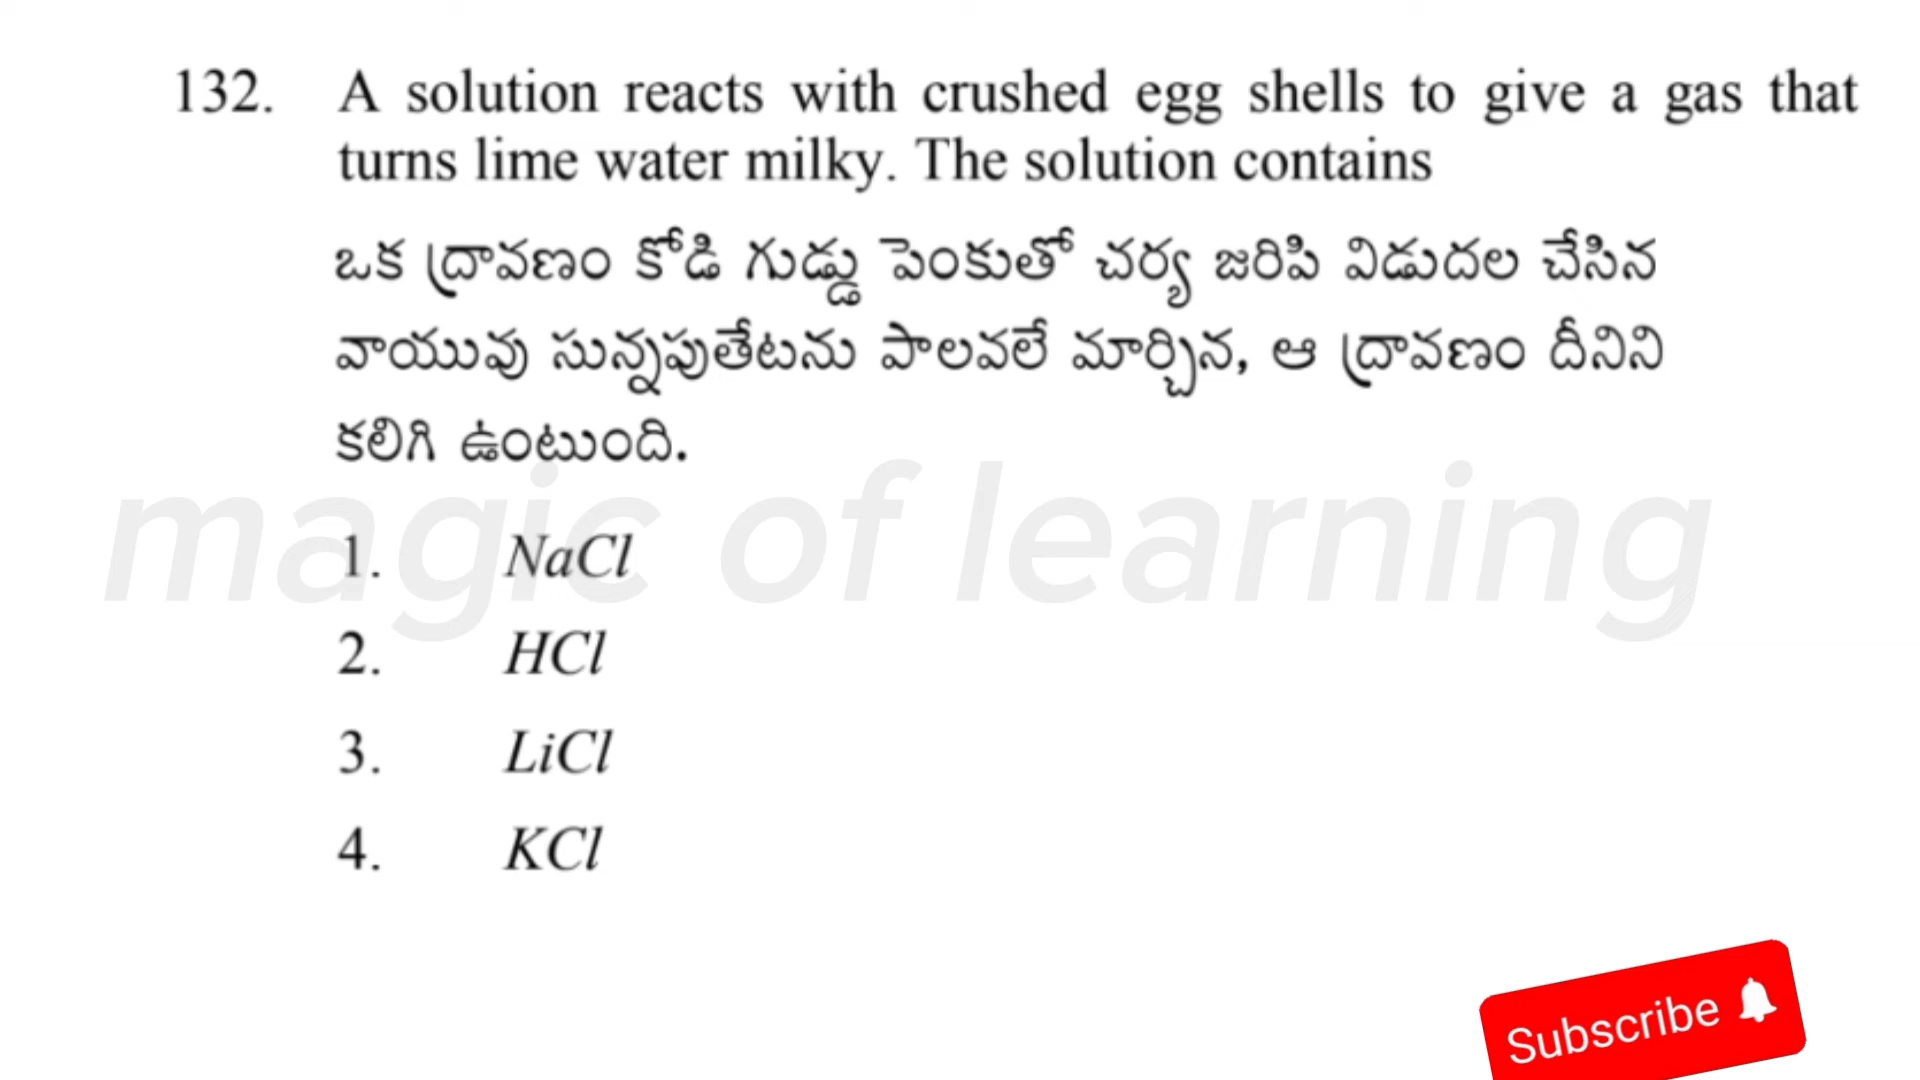 132. A solution reacts with crushed egg shells to give a gas that
turns lime water milky. The solution contains
ఒక ద్రావణం కోడి గుడ్డు పెంకుతో చర్య జరిపి విడుదల చేసిన
వాయువు సున్నపుతేటను పాలవలే మార్చిన, ఆ ద్రావణం దీనిని
కలిగి ఉంటుంది.
magic of learning
1. NaCl
2. HCl
3. LiCl
4. KCl
Subscribe